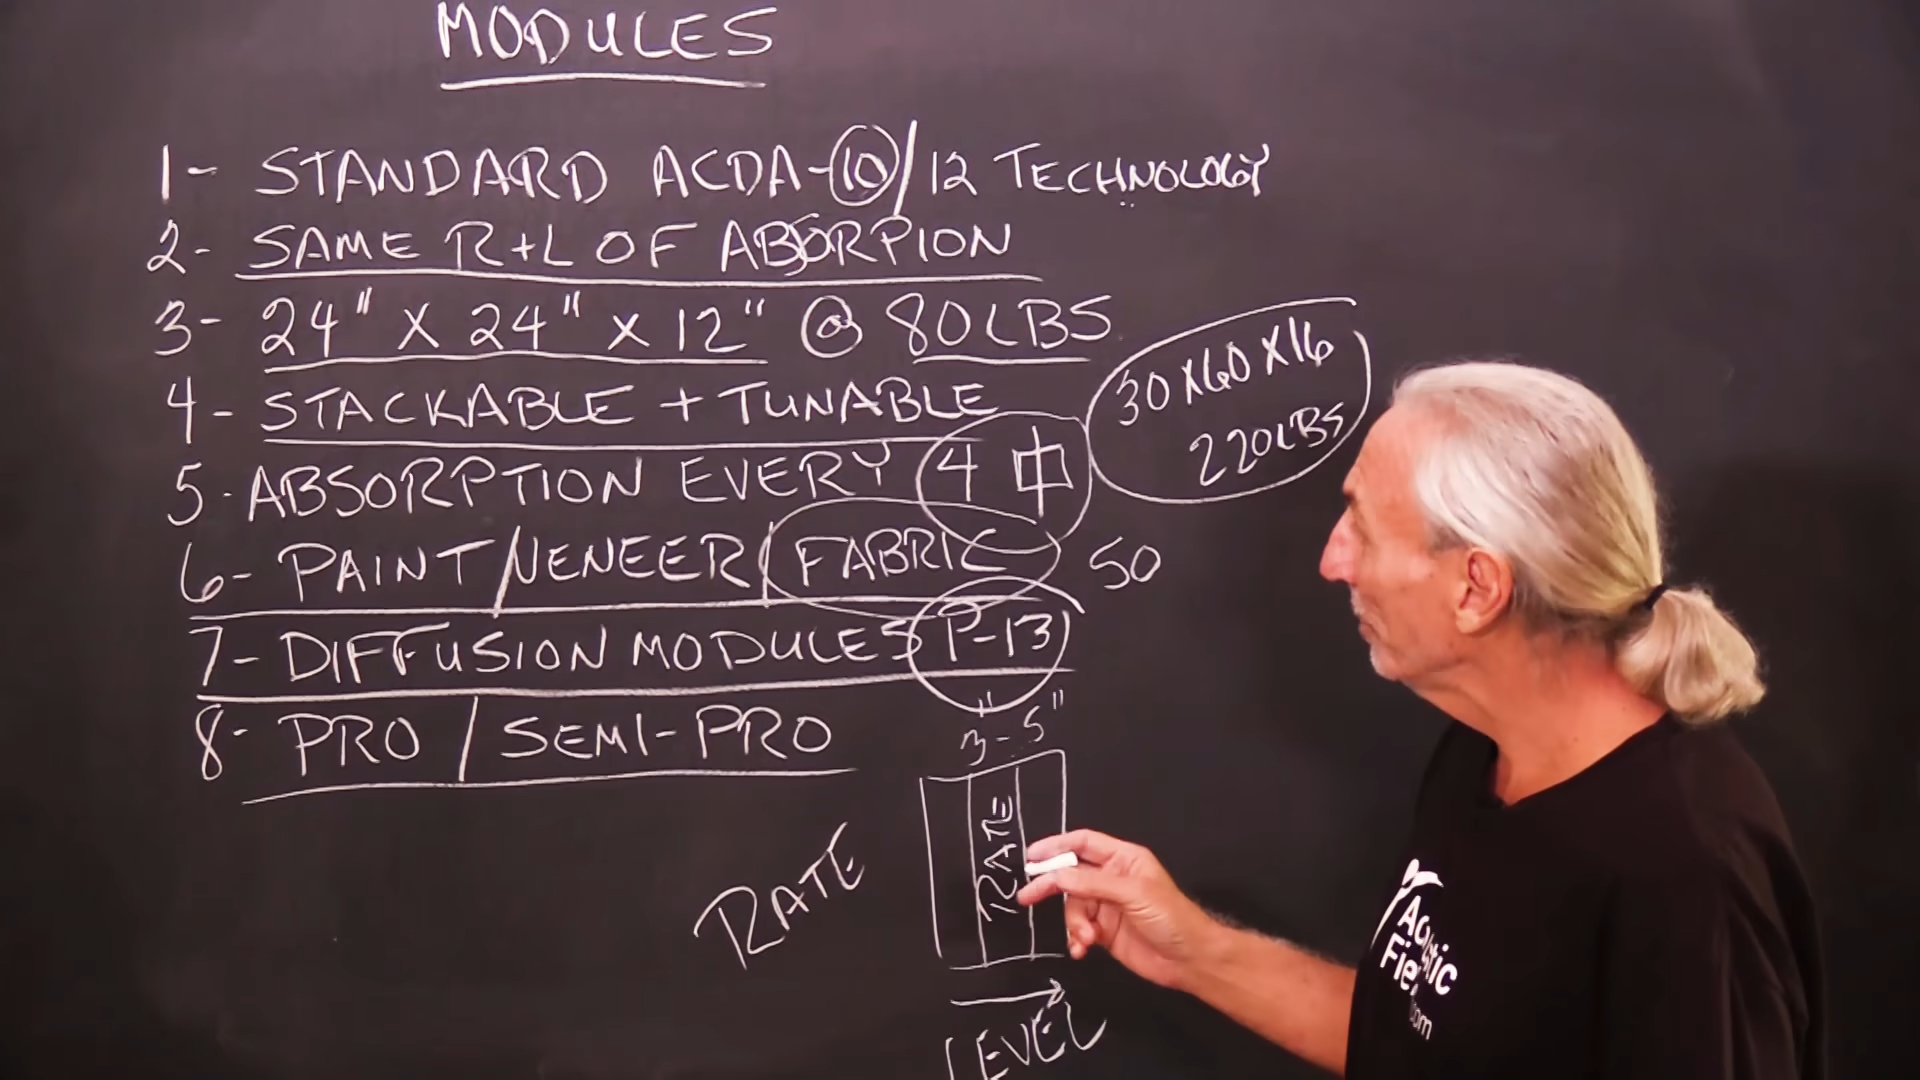 MODULES
1- STANDARD ACDA-10/12 TECHNOLOGY
2- SAME R+L OF ABSORPION
3- 24" X 24" X 12" @ 80LBS
30 X 60 X 16
220LBS
4- STACKABLE + TUNABLE
5-ABSORPTION EVERY 4
6- PAINT/VENEER/FABRIC
50
7- DIFFUSION MODULES P-13
8- PRO / SEMI-PRO
3"-5"
RATE
RATE
LEVEL
Fie